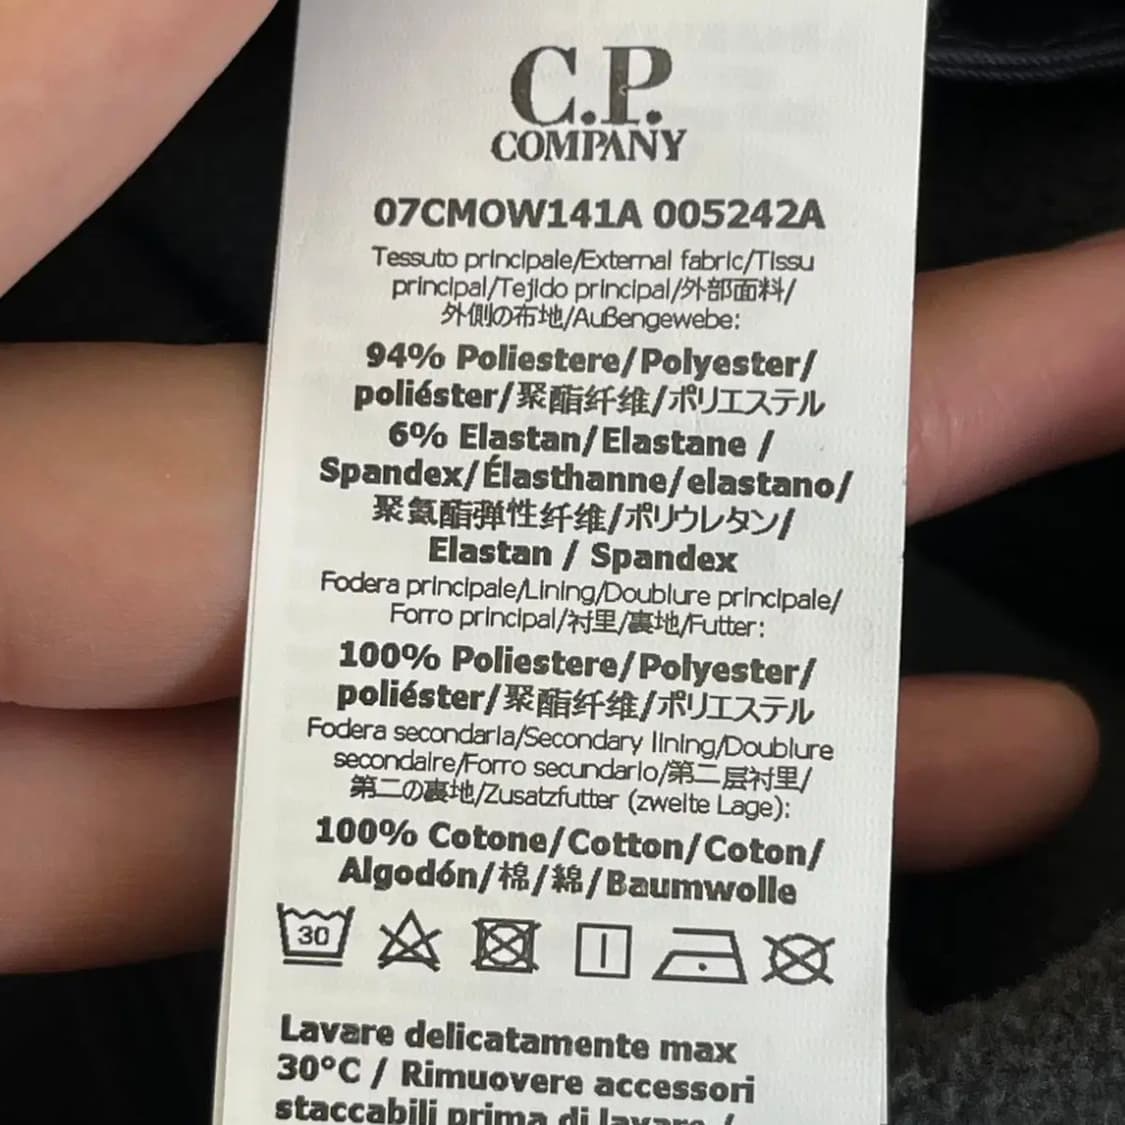 C.P.
COMPANY
07CMOW141A 005242A
Tessuto principale/External fabric/Tissu
principal/Tejido principal/外部面料/
外側の布地/Außengewebe:
94% Poliestere/Polyester/
poliéster/聚酯纤维/ポリエステル
6% Elastan/Elastane /
Spandex/Élasthanne/elastano/
聚氨酯弹性纤维/ポリウレタン/
Elastan / Spandex
Fodera principale/Lining/Doublure principale/
Forro principal/衬里/裏地/Futter:
100% Poliestere/Polyester/
poliéster/聚酯纤维/ポリエステル
Fodera secondaria/Secondary lining/Doublure
secondaire/Forro secundario/第二层衬里/
第二の裏地/Zusatzfutter (zweite Lage):
100% Cotone/Cotton/Coton/
Algodón/棉/綿/Baumwolle
30
Lavare delicatamente max
30°C / Rimuovere accessori
staccabili prima di lavare /